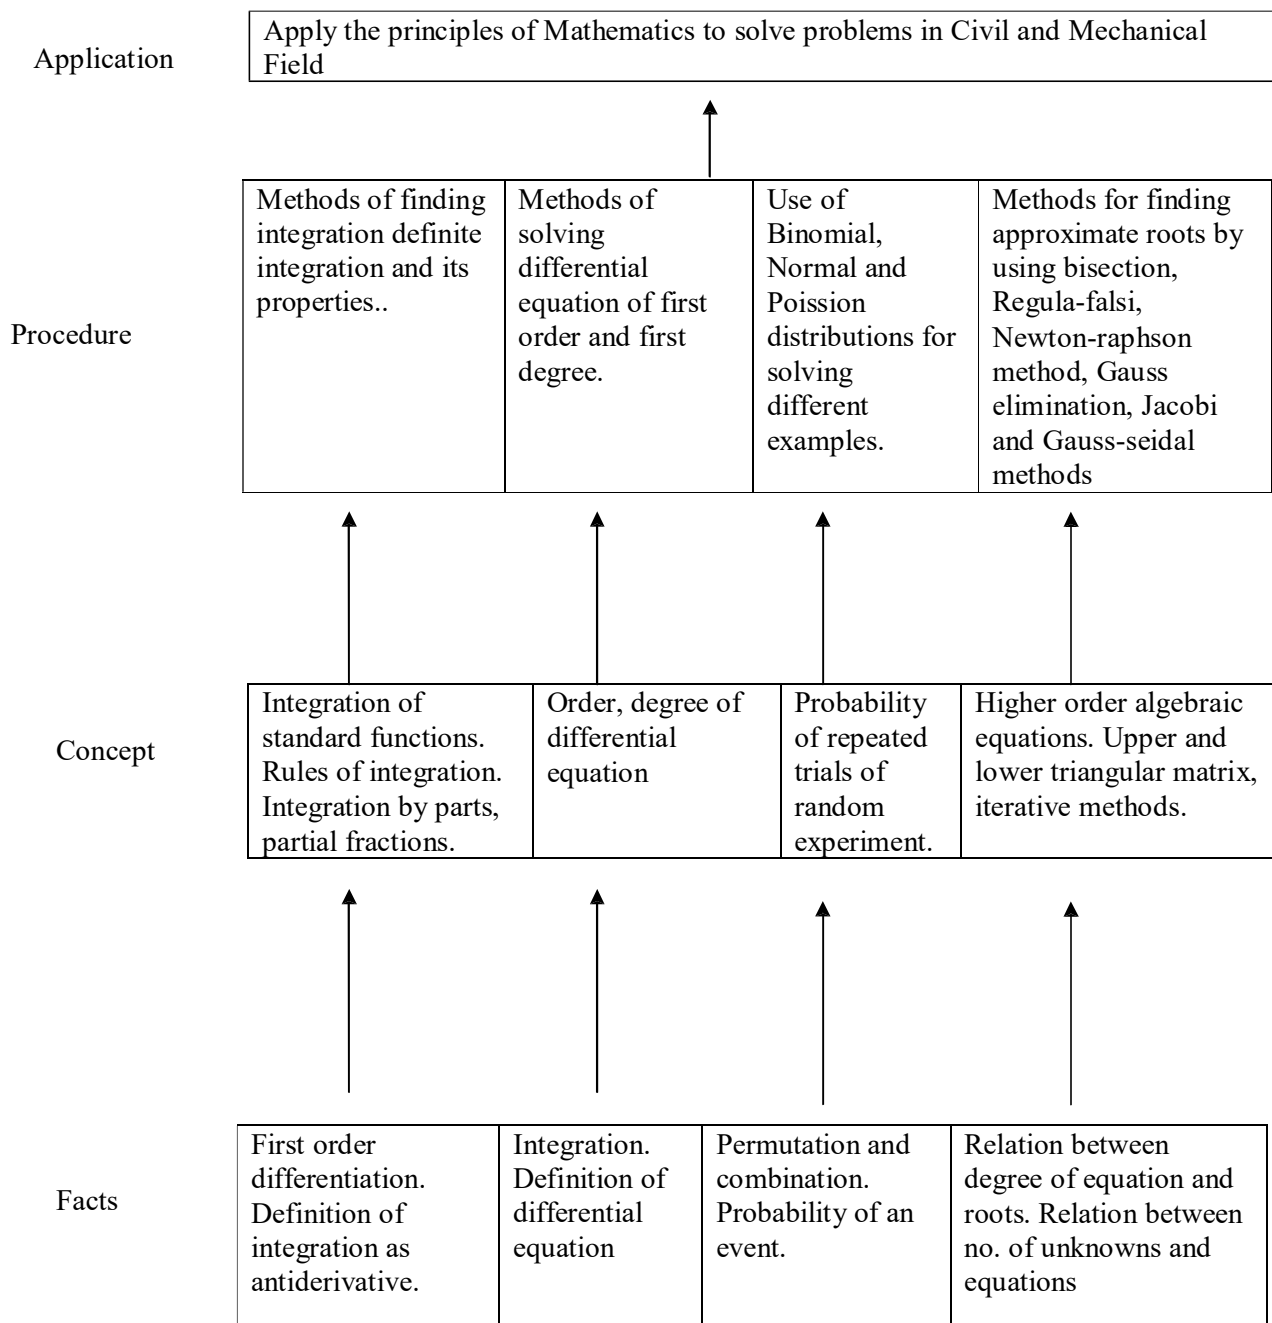 Application
Apply the principles of Mathematics to solve problems in Civil and Mechanical
Field
Procedure
Methods of finding
integration definite
integration and its
properties..
Methods of
solving
differential
equation of first
order and first
degree.
Use of
Binomial,
Normal and
Poission
distributions for
solving
different
examples.
Methods for finding
approximate roots by
using bisection,
Regula-falsi,
Newton-raphson
method, Gauss
elimination, Jacobi
and Gauss-seidal
methods
Concept
Integration of
standard functions.
Rules of integration.
Integration by parts,
partial fractions.
Order, degree of
differential
equation
Probability
of repeated
trials of
random
experiment.
Higher order algebraic
equations. Upper and
lower triangular matrix,
iterative methods.
Facts
First order
differentiation.
Definition of
integration as
antiderivative.
Integration.
Definition of
differential
equation
Permutation and
combination.
Probability of an
event.
Relation between
degree of equation and
roots. Relation between
no. of unknowns and
equations